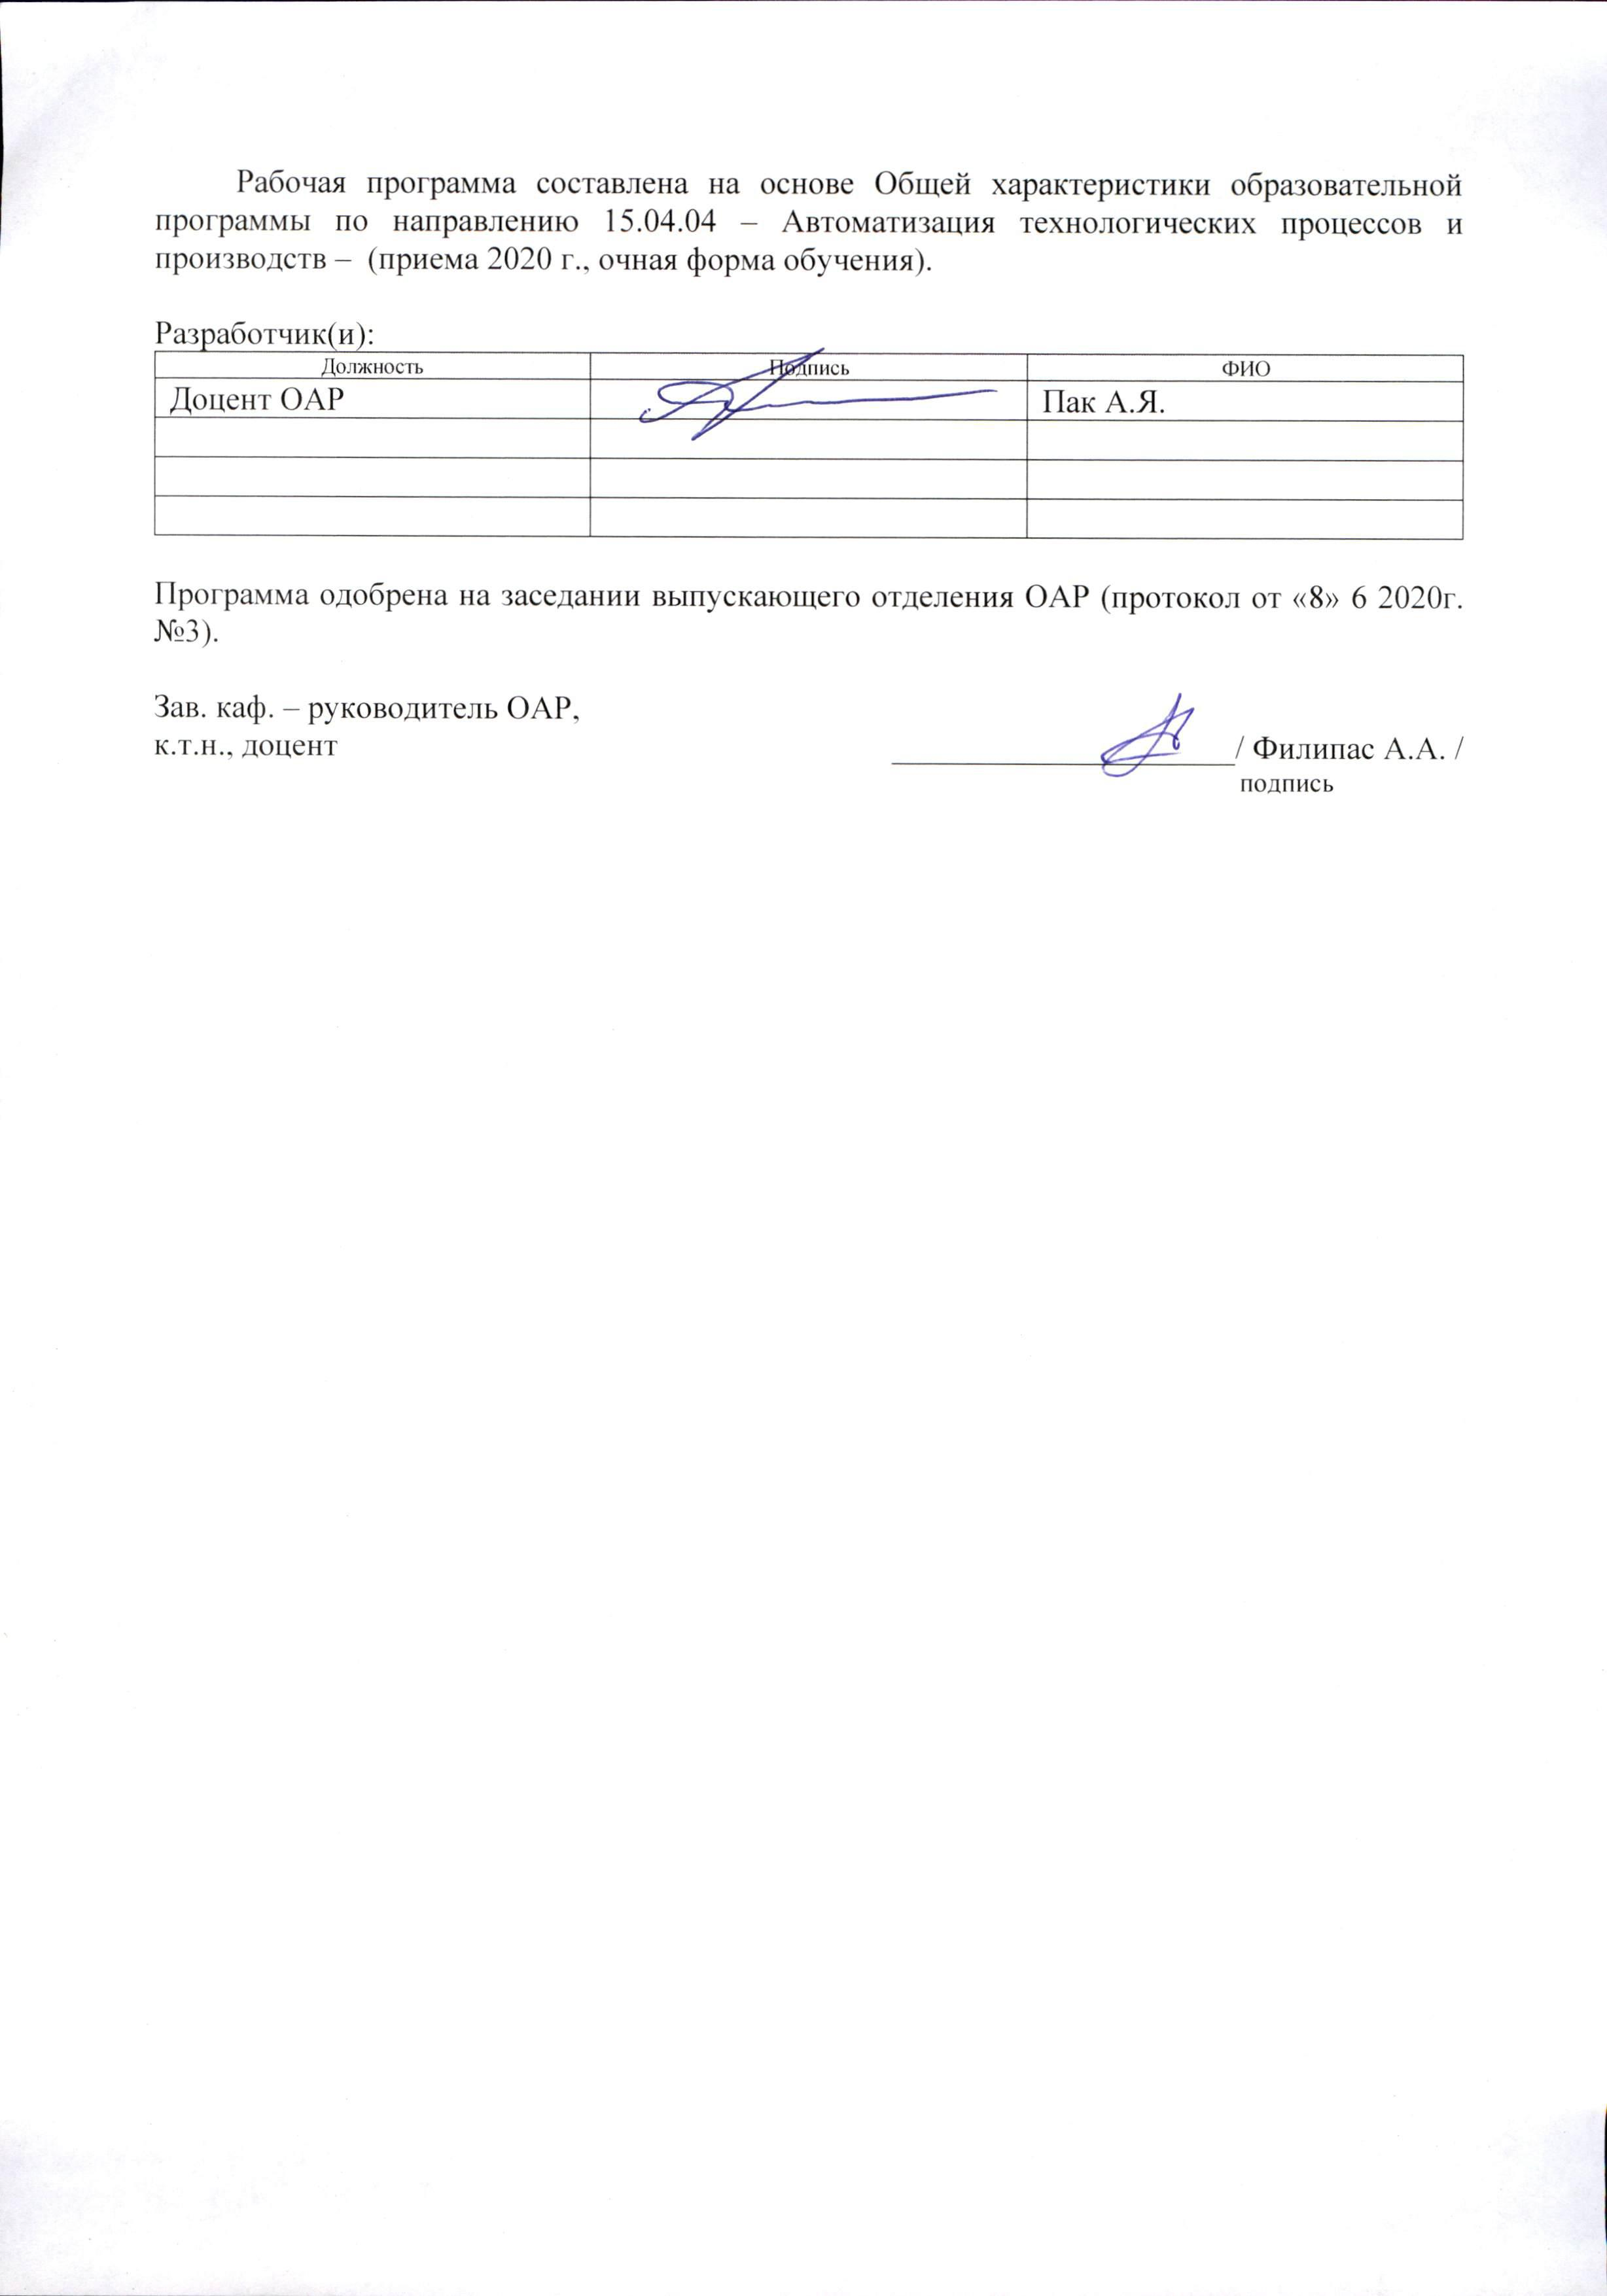 Рабочая программа составлена на основе Общей характеристики образовательной
программы по направлению 15.04.04 – Автоматизация технологических процессов и
производств – (приема 2020 г., очная форма обучения).
Разработчик(и):
Должность Подпись ФИО
Доцент ОАР Пак А.Я.
Программа одобрена на заседании выпускающего отделения ОАР (протокол от «8» 6 2020г.
№3).
Зав. каф. – руководитель ОАР,
к.т.н., доцент / Филипас А.А. /
подпись